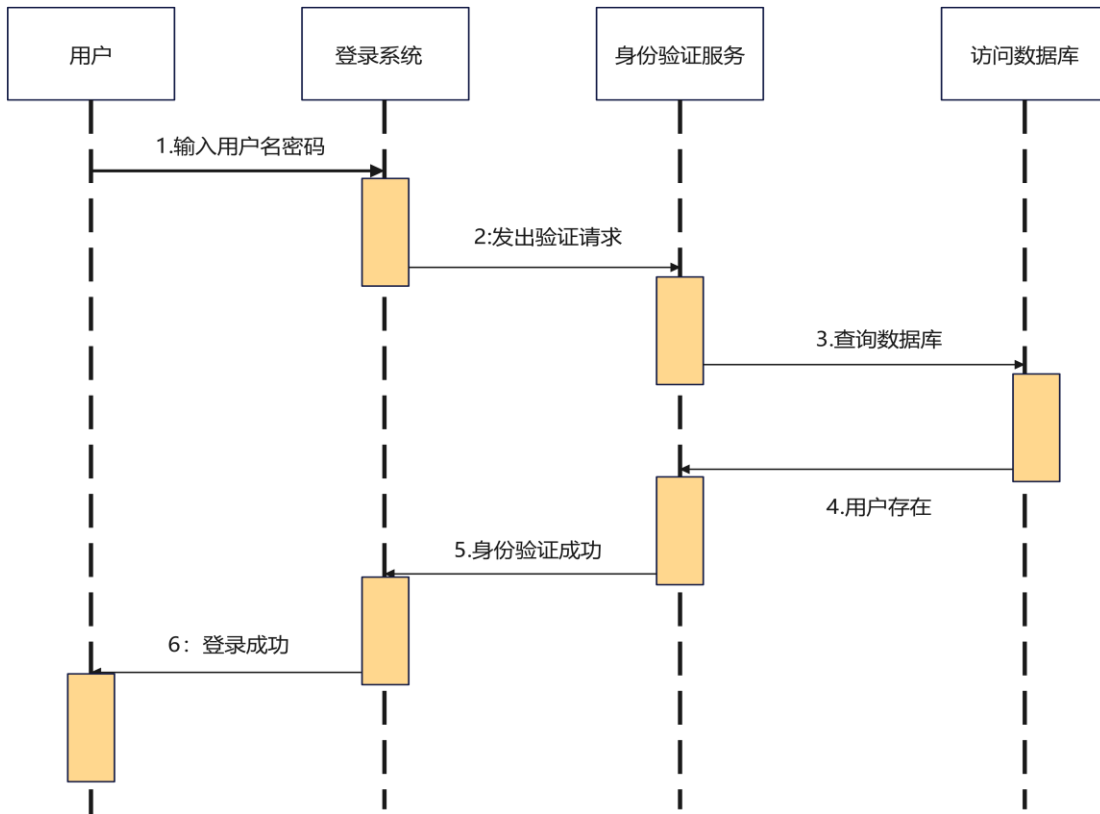 用户
登录系统
身份验证服务
访问数据库
1.输入用户名密码
2:发出验证请求
3.查询数据库
4.用户存在
5.身份验证成功
6：登录成功